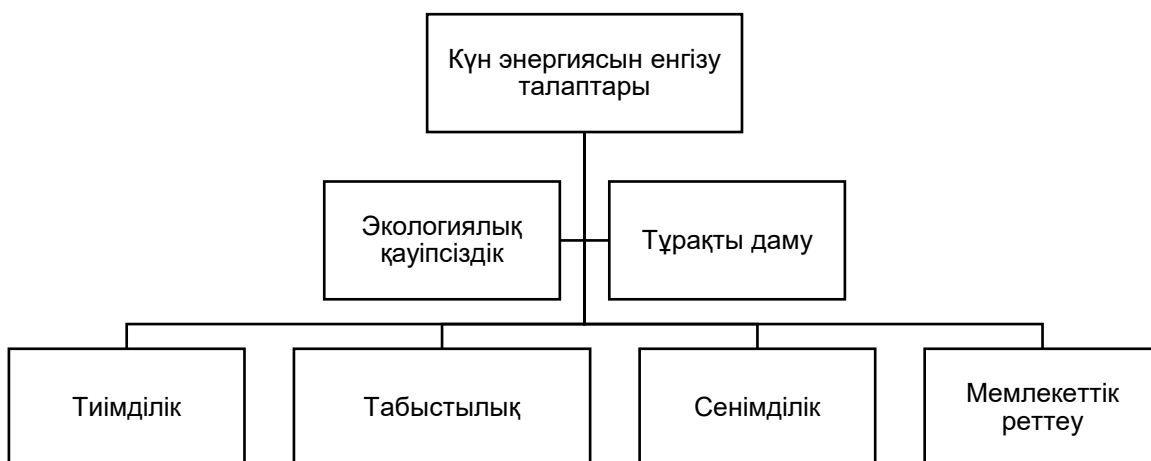 Күн энергиясын енгізу
талаптары
Экологиялық
қауіпсіздік
Тұрақты даму
Тиімділік
Табыстылық
Сенімділік
Мемлекеттік
реттеу